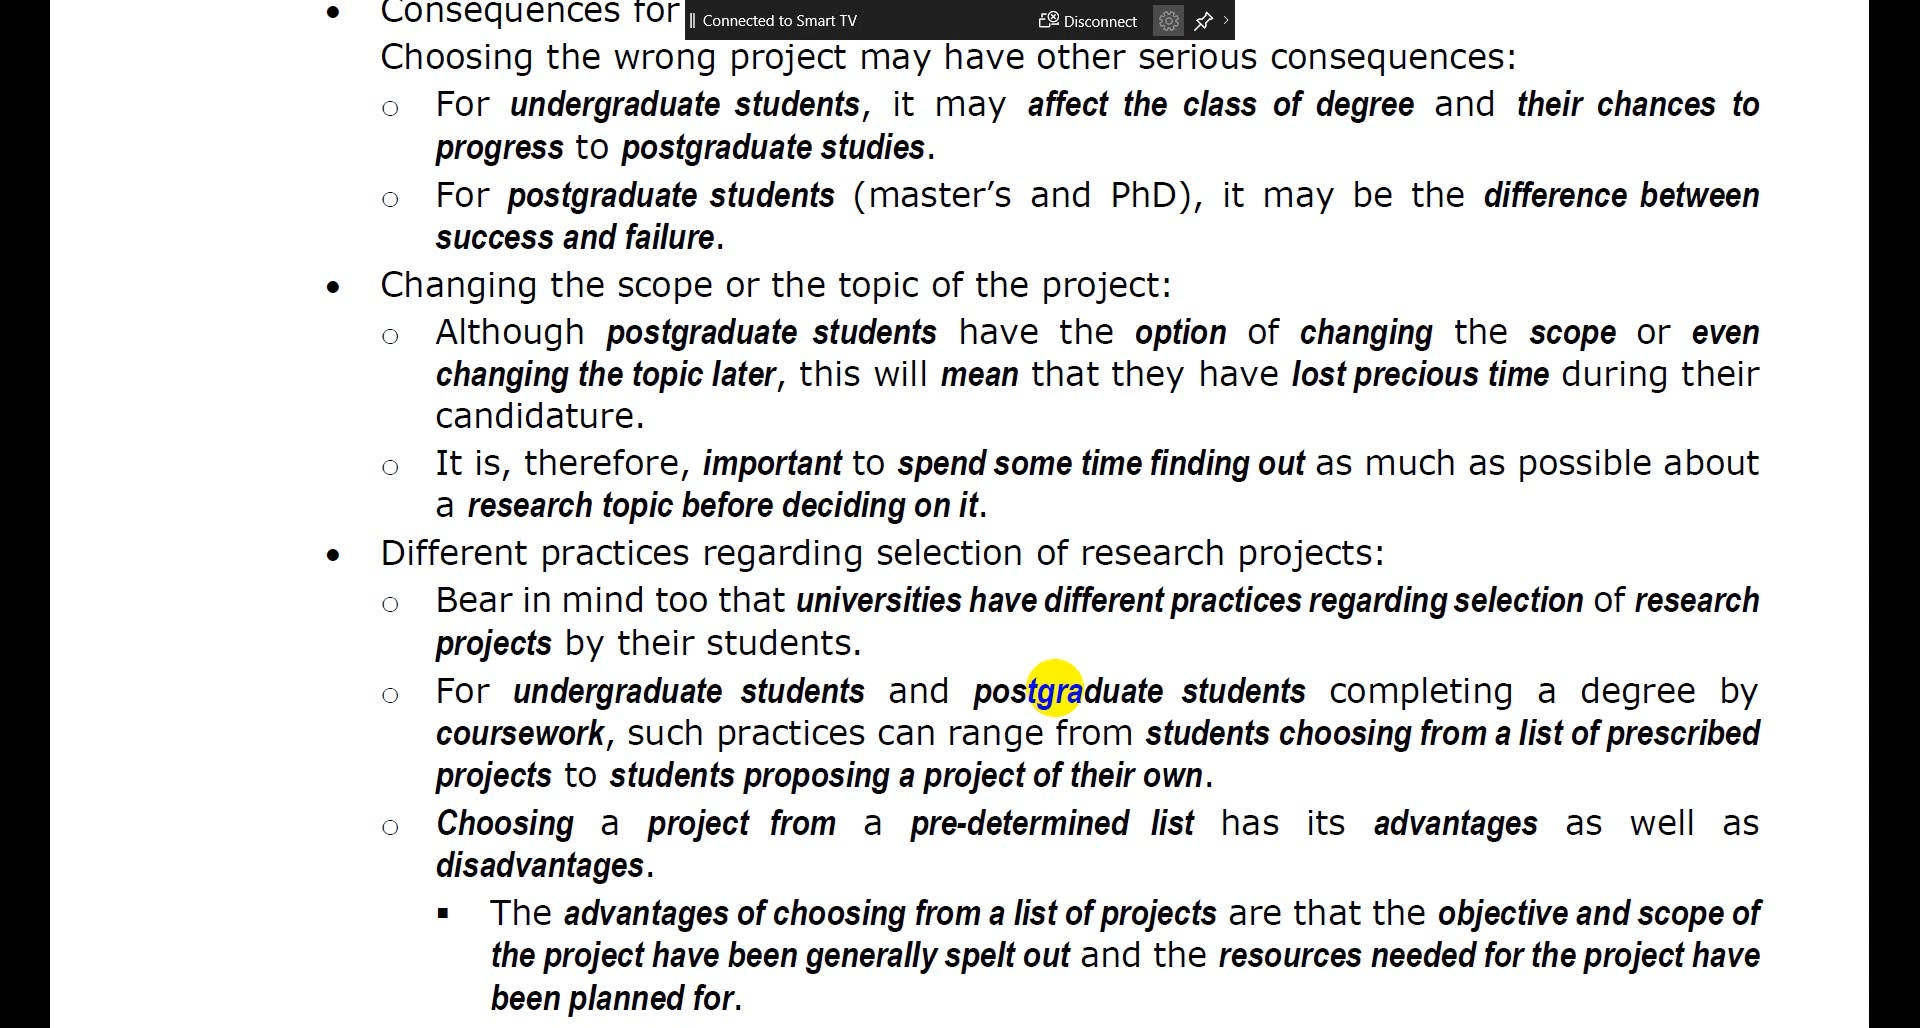 Consequences for
Connected to Smart TV
Disconnect
Choosing the wrong project may have other serious consequences:
○ For undergraduate students, it may affect the class of degree and their chances to
progress to postgraduate studies.
○ For postgraduate students (master’s and PhD), it may be the difference between
success and failure.
• Changing the scope or the topic of the project:
○ Although postgraduate students have the option of changing the scope or even
changing the topic later, this will mean that they have lost precious time during their
candidature.
○ It is, therefore, important to spend some time finding out as much as possible about
a research topic before deciding on it.
• Different practices regarding selection of research projects:
○ Bear in mind too that universities have different practices regarding selection of research
projects by their students.
○ For undergraduate students and postgraduate students completing a degree by
coursework, such practices can range from students choosing from a list of prescribed
projects to students proposing a project of their own.
○ Choosing a project from a pre-determined list has its advantages as well as
disadvantages.
▪ The advantages of choosing from a list of projects are that the objective and scope of
the project have been generally spelt out and the resources needed for the project have
been planned for.